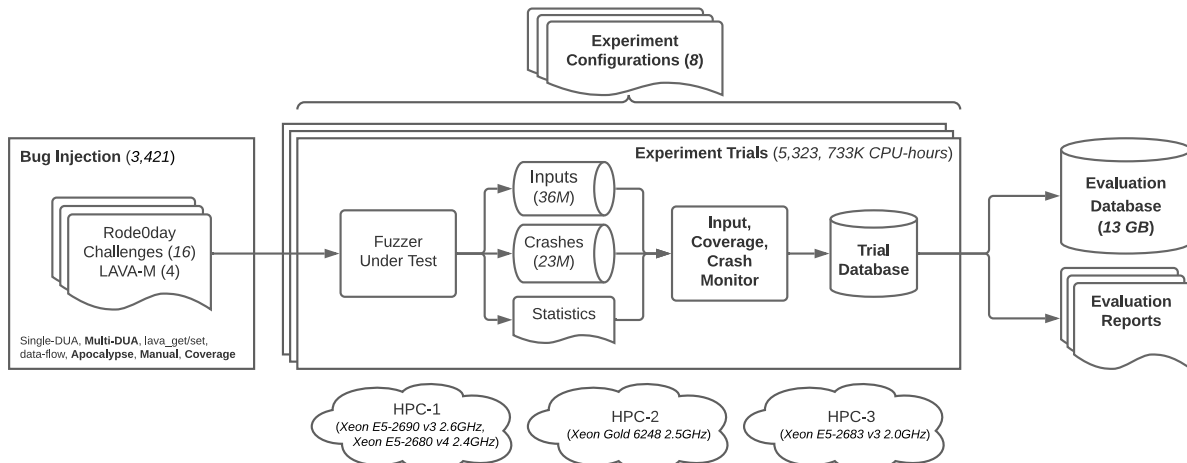 Experiment
Configurations (8)
Bug Injection (3,421)
Rode0day
Challenges (16)
LAVA-M (4)
Single-DUA, Multi-DUA, lava_get/set,
data-flow, Apocalypse, Manual, Coverage
Experiment Trials (5,323, 733K CPU-hours)
Fuzzer
Under Test
Inputs
(36M)
Crashes
(23M)
Statistics
Input,
Coverage,
Crash
Monitor
Trial
Database
Evaluation
Database
(13 GB)
Evaluation
Reports
HPC-1
(Xeon E5-2690 v3 2.6GHz,
Xeon E5-2680 v4 2.4GHz)
HPC-2
(Xeon Gold 6248 2.5GHz)
HPC-3
(Xeon E5-2683 v3 2.0GHz)